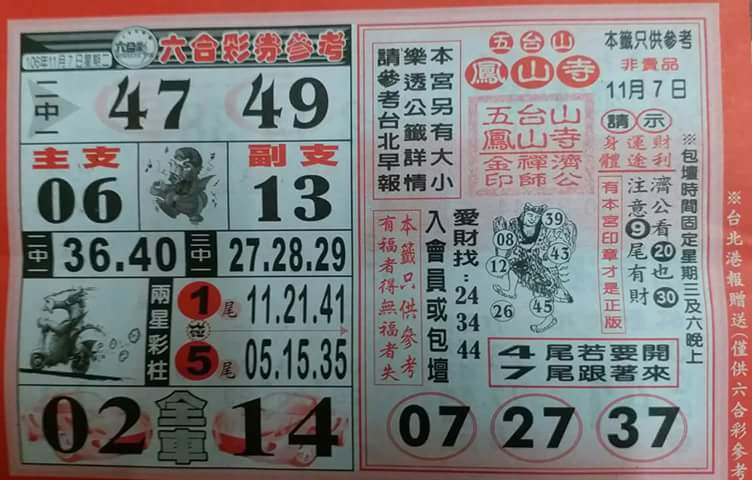 106年11月7日星期二
六合彩
六合彩券參考
二中一
47 49
主支
06
副支
13
二中一
36.40
三中一
27.28.29
兩星彩柱
1尾 11.21.41
5尾 05.15.35
02 全車 14
五台山
鳳山寺
本籤只供參考
非賣品
11月7日
本宮另有大小
樂透公籤詳情
請參考台北早報
五台山
鳳山寺
金禪濟
印師公
請示
財運身
利途體
濟公看20也30
注意9尾有財
有本宮印章才是正版
※包壇時間固定星期三及六晚上
愛財找:24
34
44
入會員或包壇
本籤只供參考
有福者得無福者失
39
08
43
12
45
26
4尾若要開
7尾跟著來
07 27 37
※台北港報贈送(僅供六合彩參考